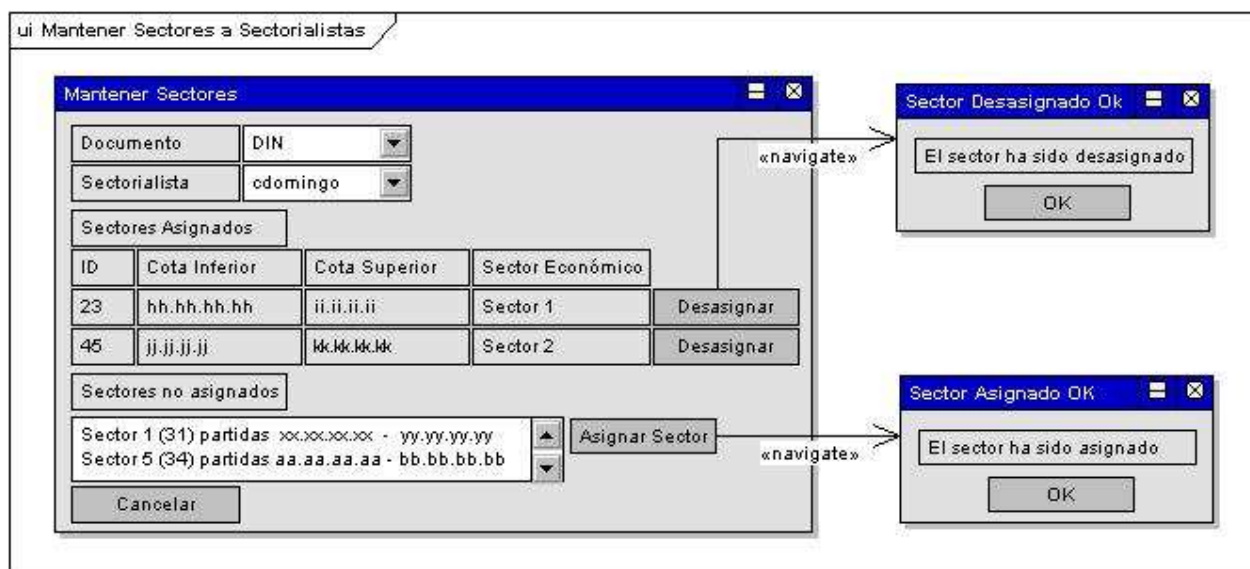 ui Mantener Sectores a Sectorialistas
Mantener Sectores
Documento DIN
Sectorialista cdomingo
Sectores Asignados
ID Cota Inferior Cota Superior Sector Económico
23 hh.hh.hh.hh ii.ii.ii.ii Sector 1 Desasignar
45 jj.jj.jj.jj kk.kk.kk.kk Sector 2 Desasignar
Sectores no asignados
Sector 1 (31) partidas xx.xx.xx.xx - yy.yy.yy.yy
Sector 5 (34) partidas aa.aa.aa.aa - bb.bb.bb.bb
Asignar Sector
Cancelar
«navigate»
Sector Desasignado Ok
El sector ha sido desasignado
OK
«navigate»
Sector Asignado OK
El sector ha sido asignado
OK